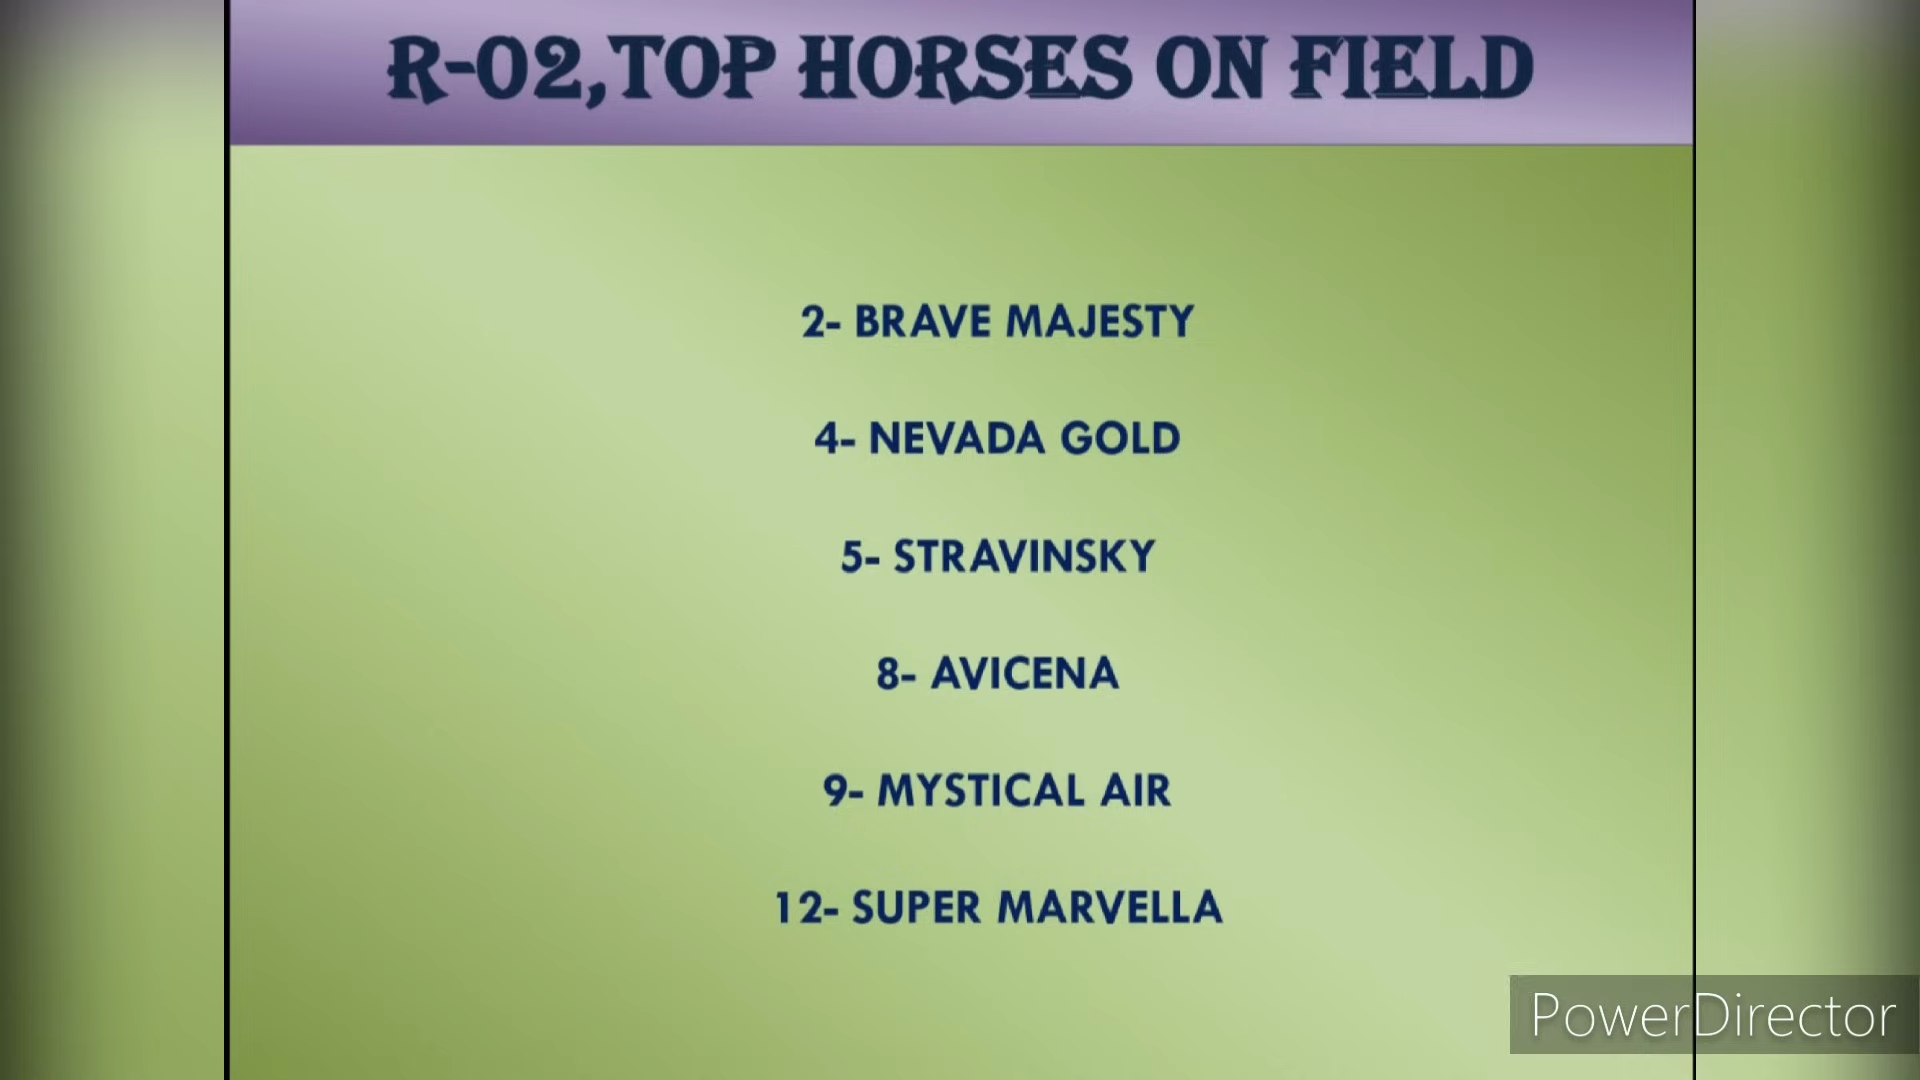 R-02,TOP HORSES ON FIELD
2- BRAVE MAJESTY
4- NEVADA GOLD
5- STRAVINSKY
8- AVICENA
9- MYSTICAL AIR
12- SUPER MARVELLA
PowerDirector